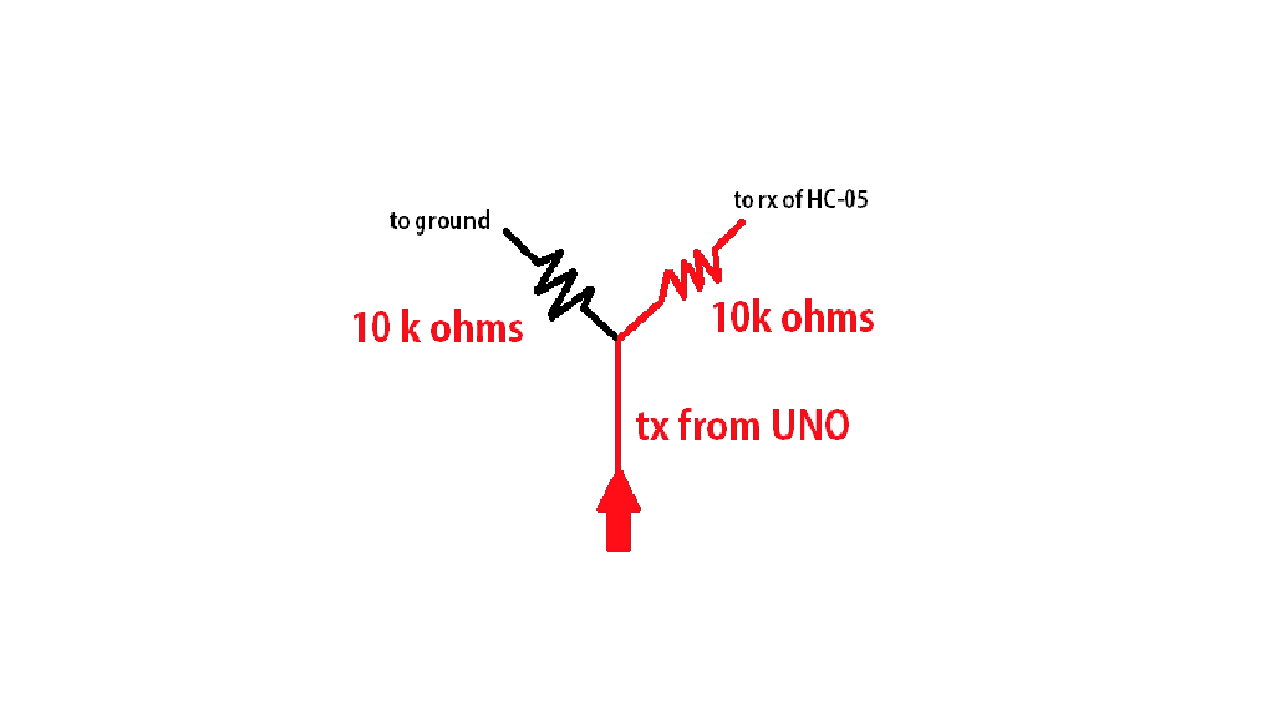 to rx of HC-05
to ground
10k ohms
10 k ohms
tx from UNO